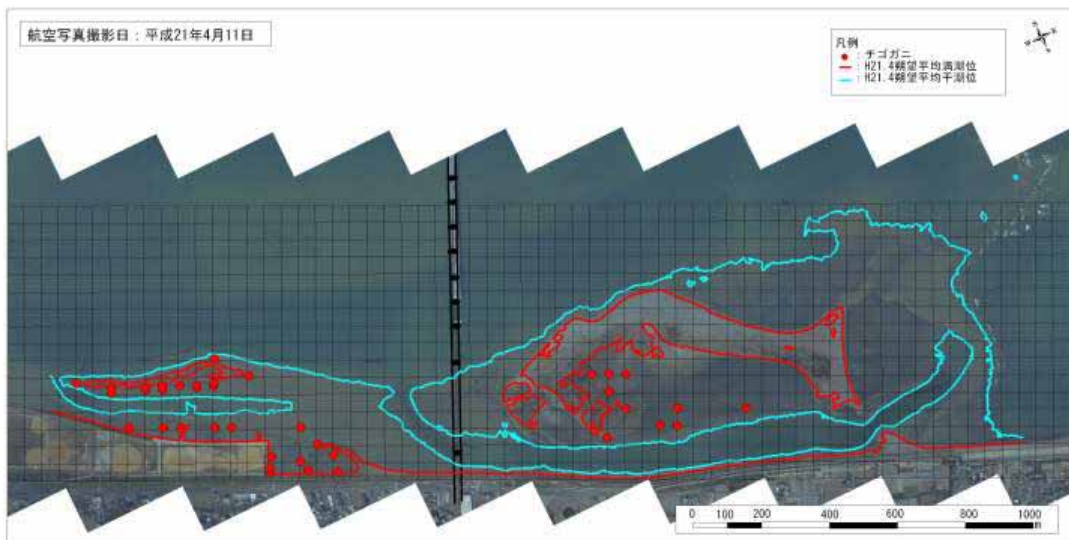 航空写真撮影日：平成21年4月11日
凡例
：チゴガニ
：H21.4朔望平均満潮位
：H21.4朔望平均干潮位
0 100 200 400 600 800 1000
m